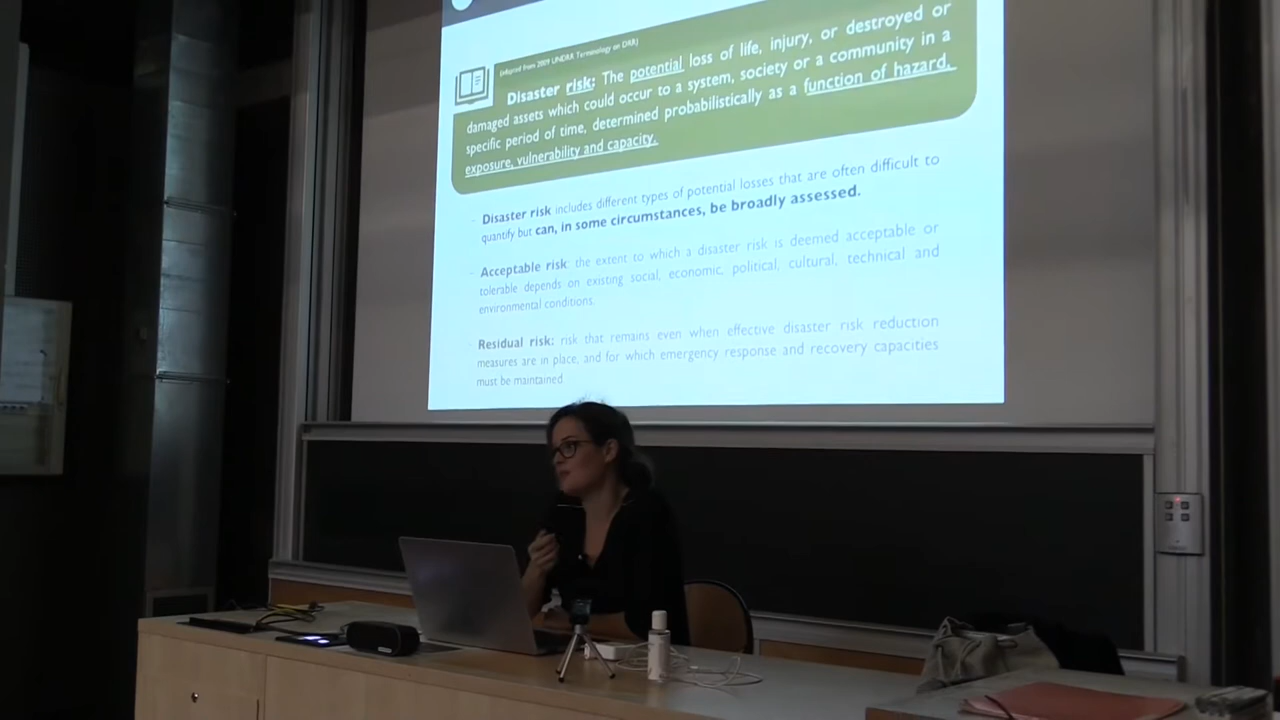 (adapted from 2009 UNDRR Terminology on DRR)
Disaster risk: The potential loss of life, injury, or destroyed or
damaged assets which could occur to a system, society or a community in a
specific period of time, determined probabilistically as a function of hazard,
exposure, vulnerability and capacity.
- Disaster risk includes different types of potential losses that are often difficult to
quantify but can, in some circumstances, be broadly assessed.
- Acceptable risk: the extent to which a disaster risk is deemed acceptable or
tolerable depends on existing social, economic, political, cultural, technical and
environmental conditions.
- Residual risk: risk that remains even when effective disaster risk reduction
measures are in place, and for which emergency response and recovery capacities
must be maintained